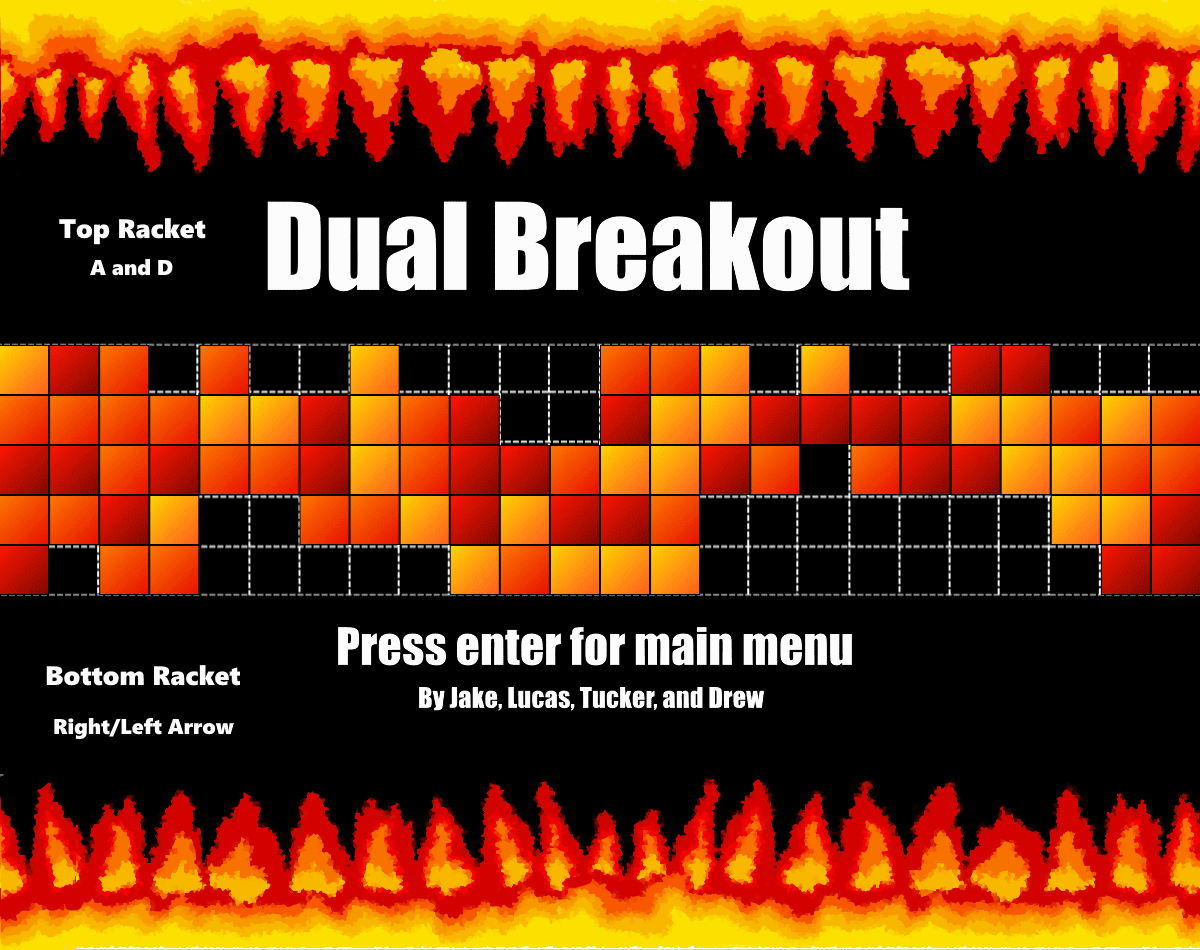 Top Racket
A and D
Dual Breakout
Press enter for main menu
By Jake, Lucas, Tucker, and Drew
Bottom Racket
Right/Left Arrow